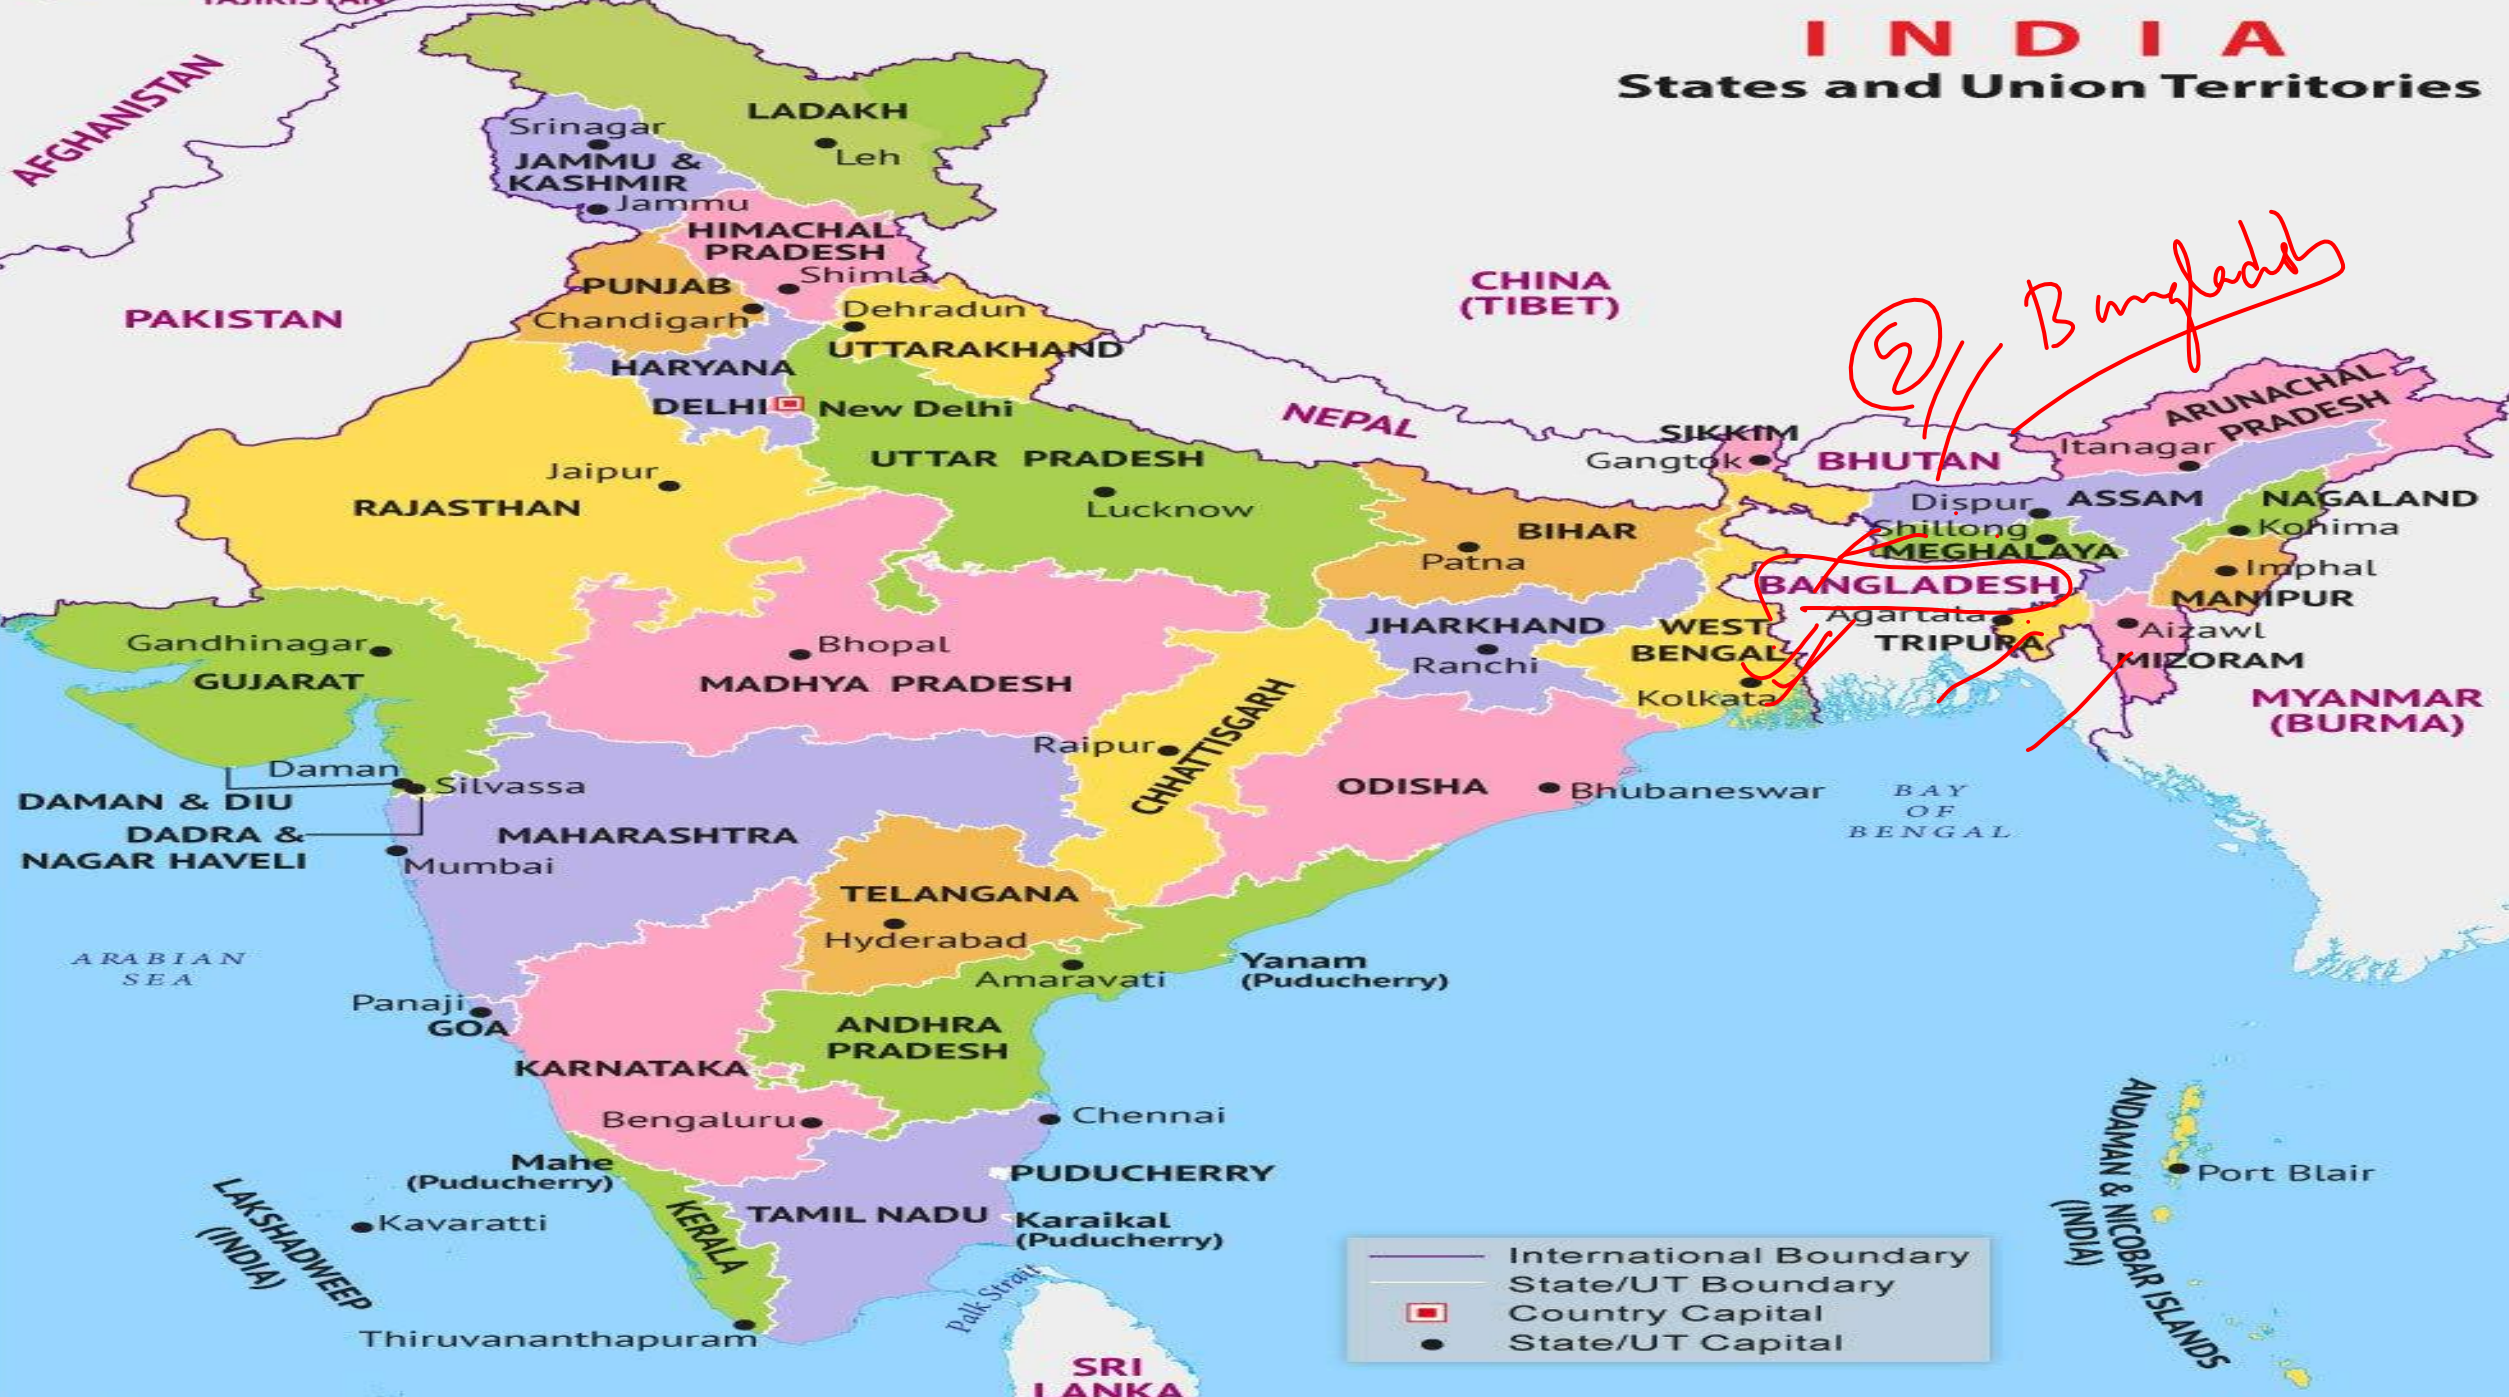 TAJIKISTAN
INDIA
States and Union Territories
AFGHANISTAN
LADAKH
Leh
Srinagar
JAMMU &
KASHMIR
Jammu
HIMACHAL
PRADESH
Shimla
PUNJAB
Chandigarh
Dehradun
UTTARAKHAND
PAKISTAN
CHINA
(TIBET)
5
Bangladesh
HARYANA
DELHI
New Delhi
NEPAL
SIKKIM
Gangtok
BHUTAN
ARUNACHAL
PRADESH
Itanagar
UTTAR PRADESH
Lucknow
Jaipur
RAJASTHAN
BIHAR
Patna
Dispur
ASSAM
NAGALAND
Kohima
Shillong
MEGHALAYA
Imphal
MANIPUR
BANGLADESH
Agartala
TRIPURA
Aizawl
MIZORAM
MYANMAR
(BURMA)
Gandhinagar
GUJARAT
Bhopal
MADHYA PRADESH
JHARKHAND
Ranchi
WEST
BENGAL
Kolkata
CHHATTISGARH
Raipur
ODISHA
Bhubaneswar
BAY
OF
BENGAL
Daman
Silvassa
DAMAN & DIU
DADRA &
NAGAR HAVELI
MAHARASHTRA
Mumbai
TELANGANA
Hyderabad
Amaravati
Yanam
(Puducherry)
ARABIAN
SEA
Panaji
GOA
ANDHRA
PRADESH
KARNATAKA
Bengaluru
Chennai
Mahe
(Puducherry)
PUDUCHERRY
LAKSHADWEEP
(INDIA)
Kavaratti
KERALA
TAMIL NADU
Karaikal
(Puducherry)
Thiruvananthapuram
Palk Strait
SRI
LANKA
ANDAMAN & NICOBAR ISLANDS
(INDIA)
Port Blair
International Boundary
State/UT Boundary
Country Capital
State/UT Capital